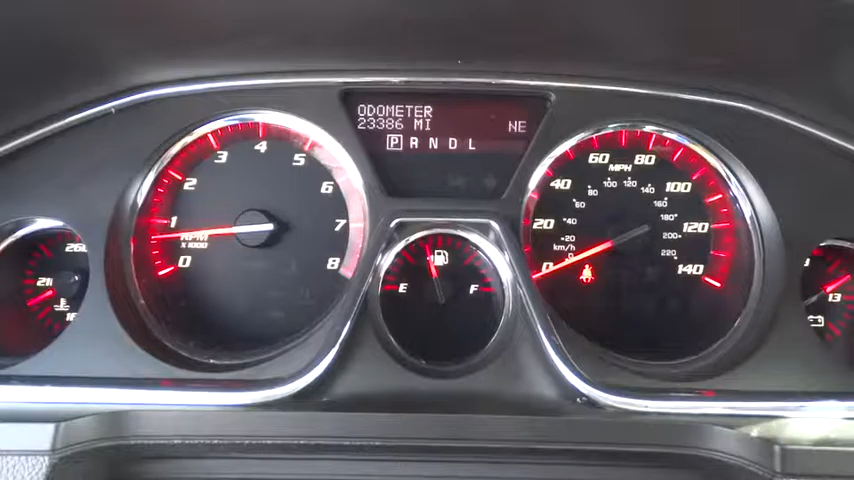 ODOMETER
23386 MI NE
P R N D L
0 1 2 3 4 5 6 7 8
RPM
X1000
0 20 40 60 80 100 120 140
MPH
20 40 60 80 100 120 140 160 180 200 220
km/h
E F
260
210
13